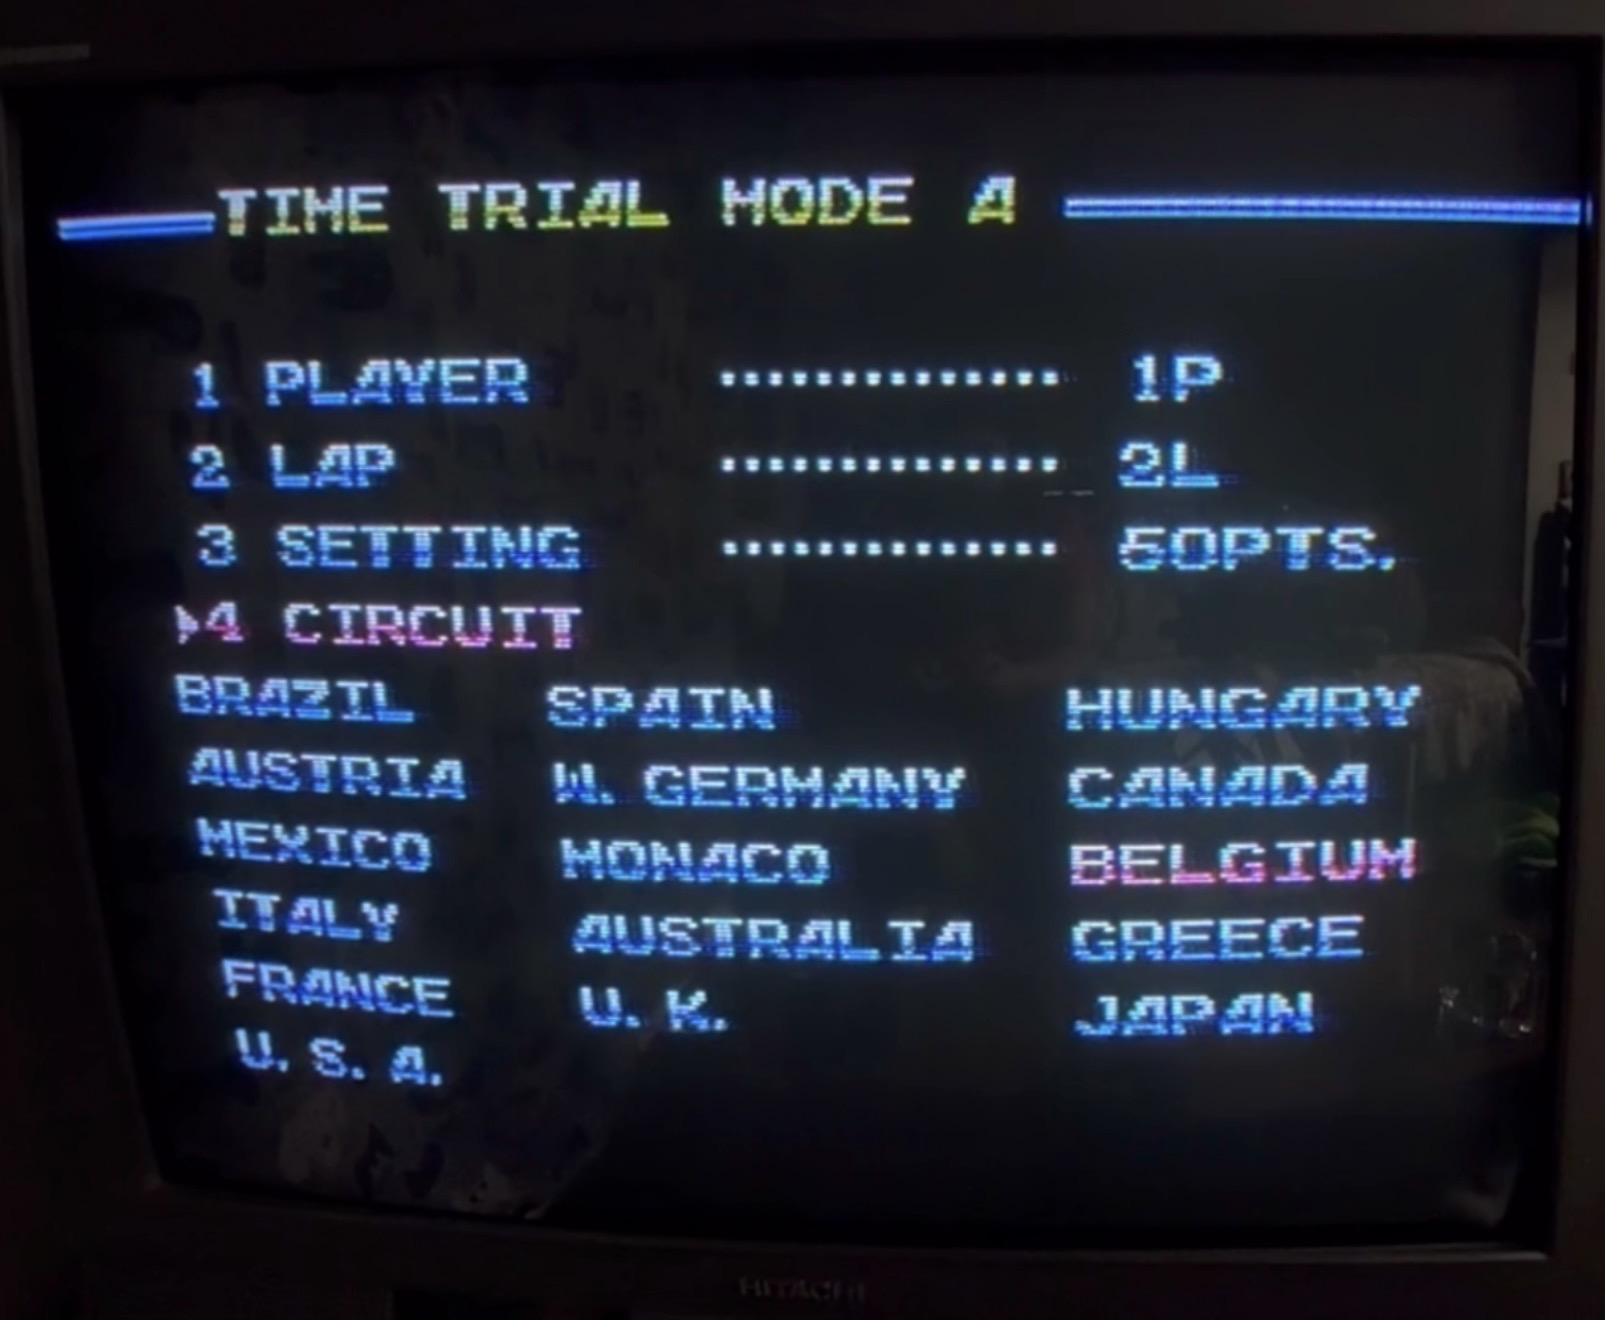 TIME TRIAL MODE A
1 PLAYER .............. 1P
2 LAP .............. 2L
3 SETTING .............. 50PTS.
▶4 CIRCUIT
BRAZIL SPAIN HUNGARY
AUSTRIA W. GERMANY CANADA
MEXICO MONACO BELGIUM
ITALY AUSTRALIA GREECE
FRANCE U. K. JAPAN
U. S. A.
HITACHI